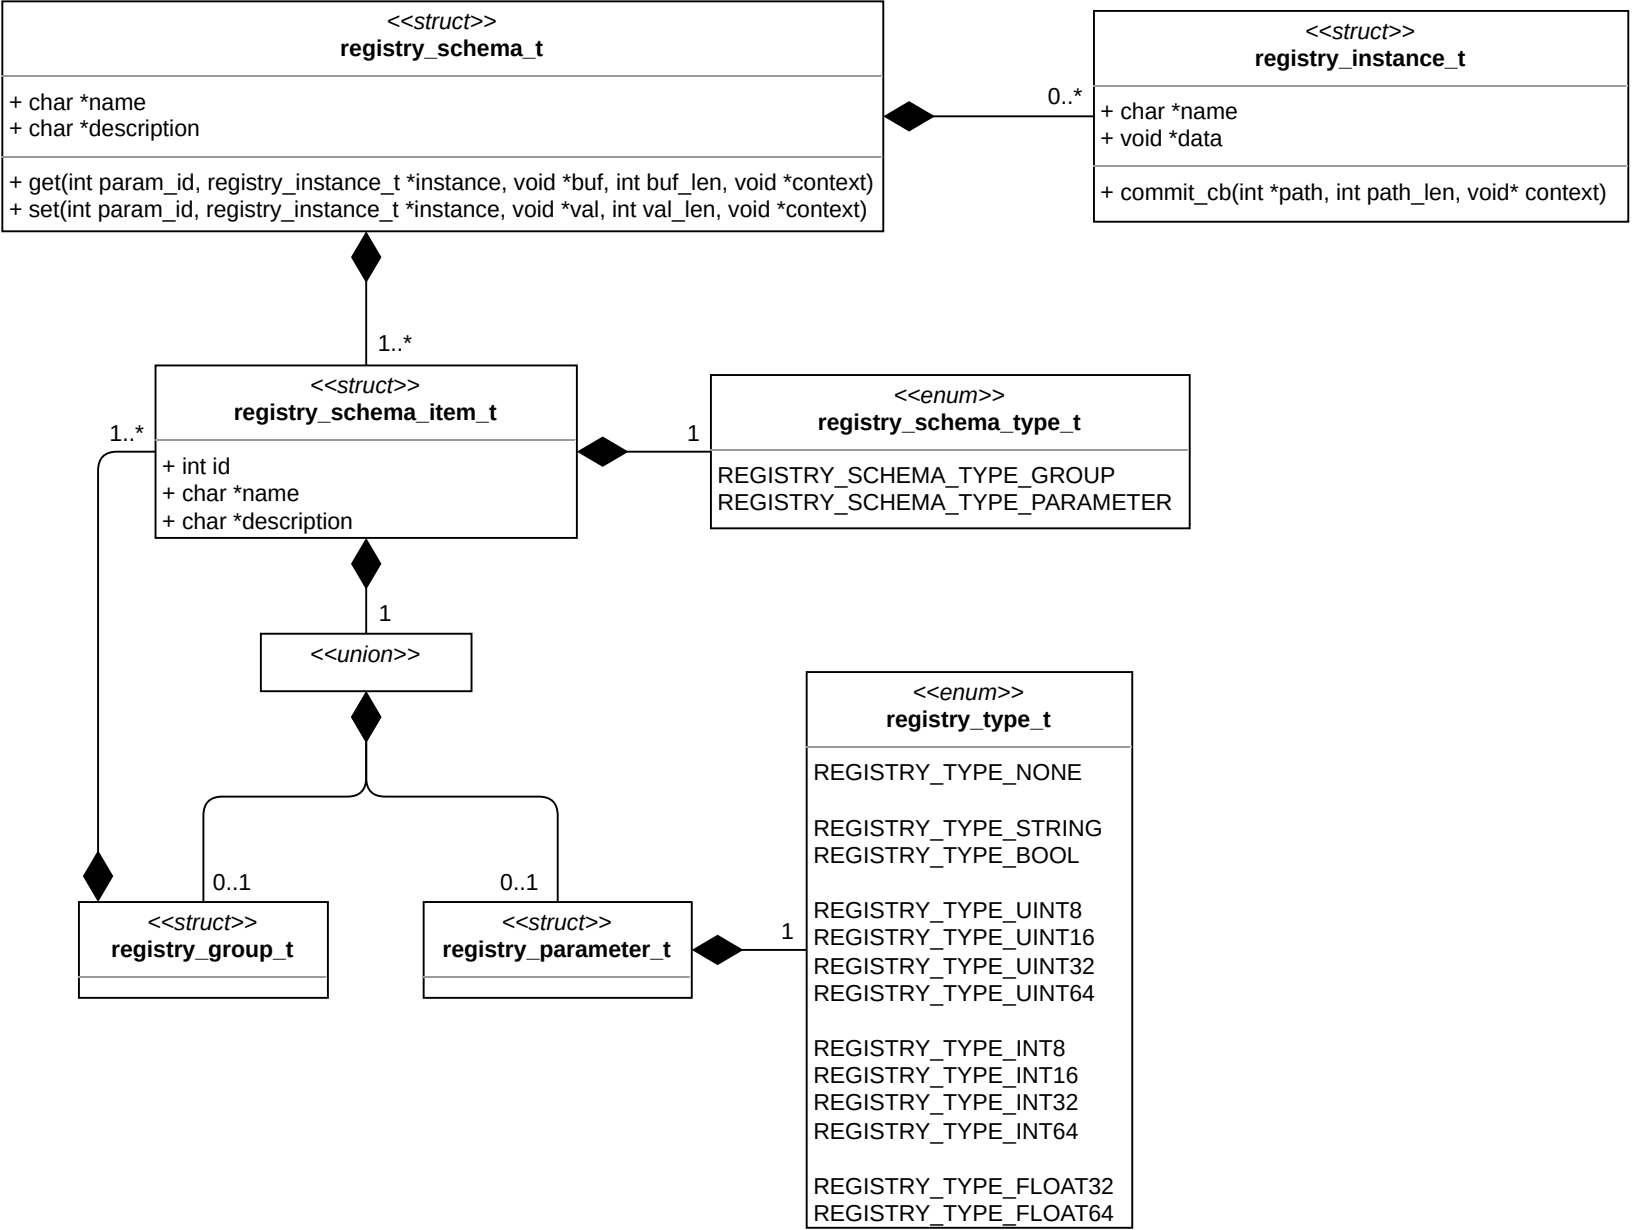 <<struct>>
registry_schema_t
+ char *name
+ char *description
+ get(int param_id, registry_instance_t *instance, void *buf, int buf_len, void *context)
+ set(int param_id, registry_instance_t *instance, void *val, int val_len, void *context)
0..*
<<struct>>
registry_instance_t
+ char *name
+ void *data
+ commit_cb(int *path, int path_len, void* context)
1..*
<<struct>>
registry_schema_item_t
+ int id
+ char *name
+ char *description
1..*
1
<<enum>>
registry_schema_type_t
REGISTRY_SCHEMA_TYPE_GROUP
REGISTRY_SCHEMA_TYPE_PARAMETER
1
<<union>>
0..1
0..1
<<struct>>
registry_group_t
<<struct>>
registry_parameter_t
1
<<enum>>
registry_type_t
REGISTRY_TYPE_NONE
REGISTRY_TYPE_STRING
REGISTRY_TYPE_BOOL
REGISTRY_TYPE_UINT8
REGISTRY_TYPE_UINT16
REGISTRY_TYPE_UINT32
REGISTRY_TYPE_UINT64
REGISTRY_TYPE_INT8
REGISTRY_TYPE_INT16
REGISTRY_TYPE_INT32
REGISTRY_TYPE_INT64
REGISTRY_TYPE_FLOAT32
REGISTRY_TYPE_FLOAT64